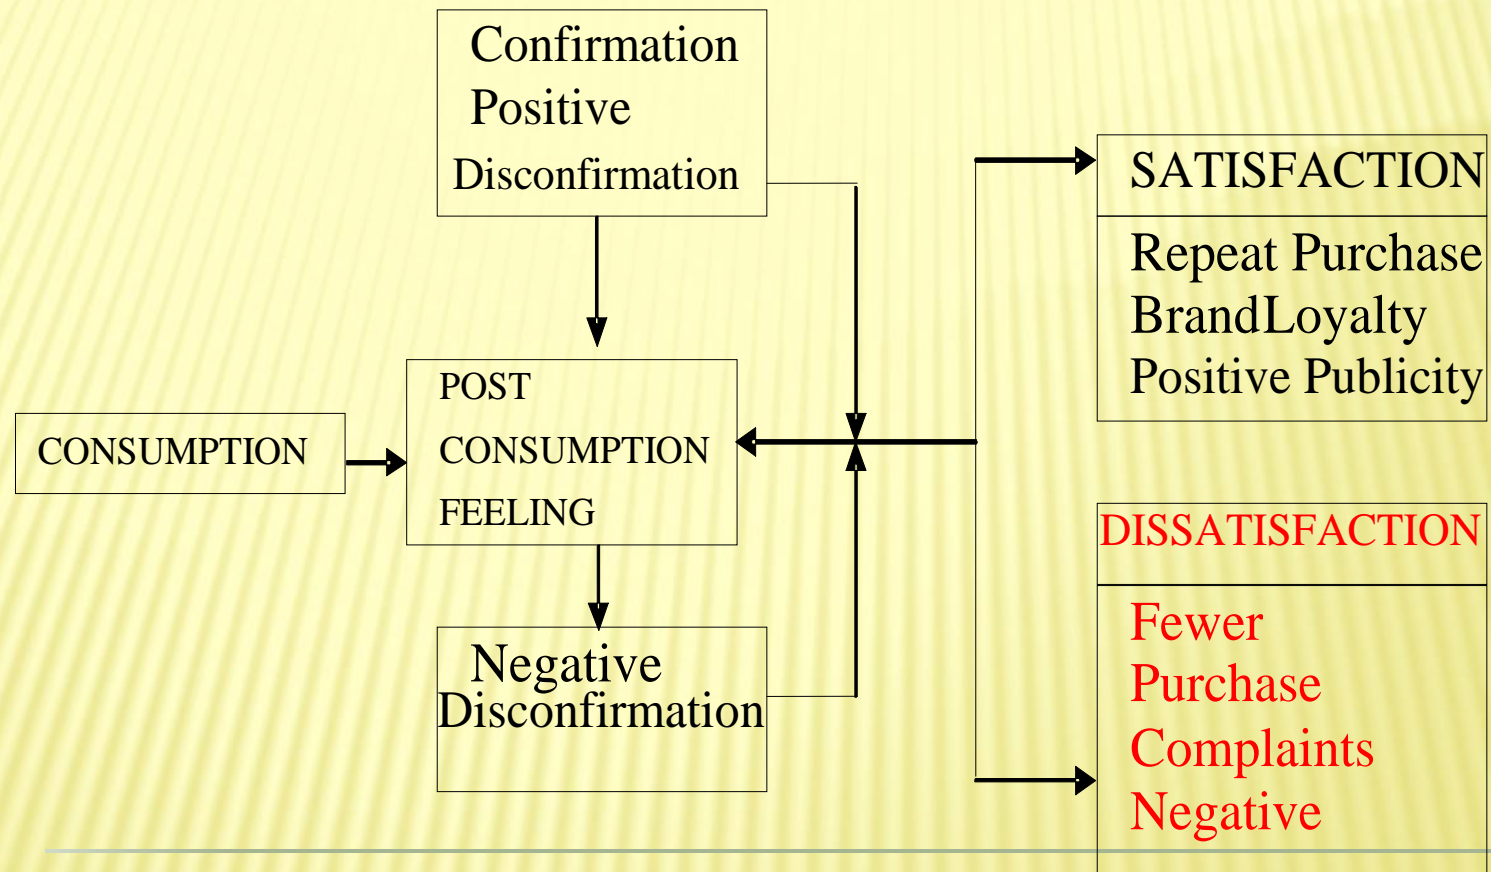 Confirmation
Positive
Disconfirmation
SATISFACTION
Repeat Purchase
BrandLoyalty
Positive Publicity
POST
CONSUMPTION
FEELING
CONSUMPTION
DISSATISFACTION
Fewer
Purchase
Complaints
Negative
Negative
Disconfirmation